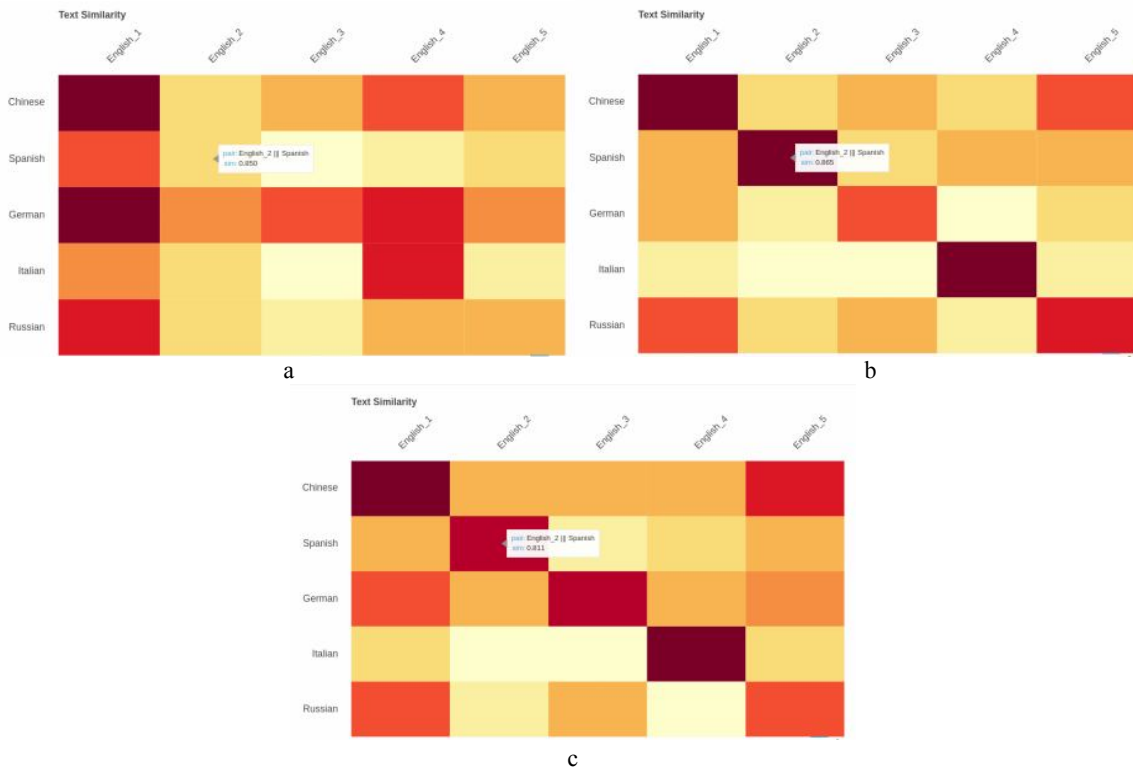 Text Similarity
English_1
English_2
English_3
English_4
English_5
Chinese
Spanish
German
Italian
Russian
pair: English_2 ||| Spanish
sim: 0.850
a
Text Similarity
English_1
English_2
English_3
English_4
English_5
Chinese
Spanish
German
Italian
Russian
pair: English_2 ||| Spanish
sim: 0.865
b
Text Similarity
English_1
English_2
English_3
English_4
English_5
Chinese
Spanish
German
Italian
Russian
pair: English_2 ||| Spanish
sim: 0.811
c